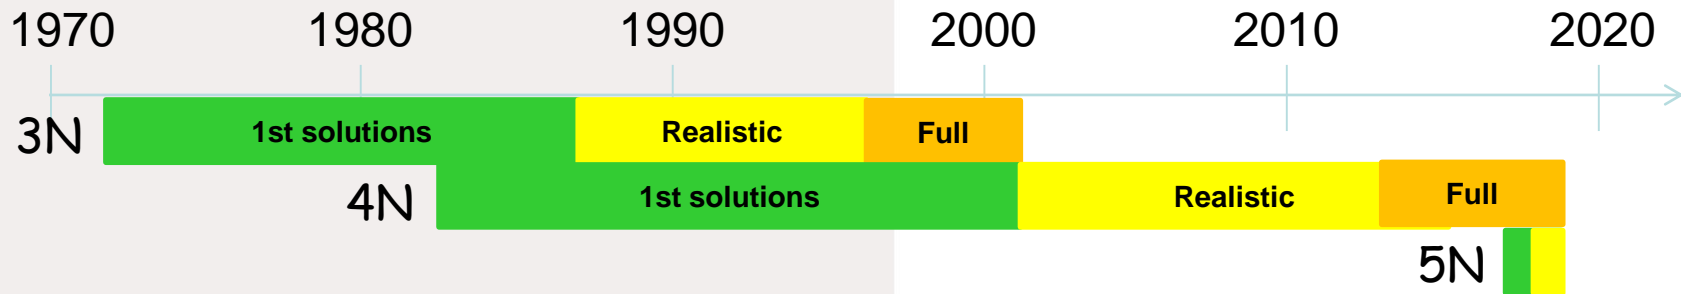 1970 1980 1990 2000 2010 2020
3N 1st solutions Realistic Full
4N 1st solutions Realistic Full
5N